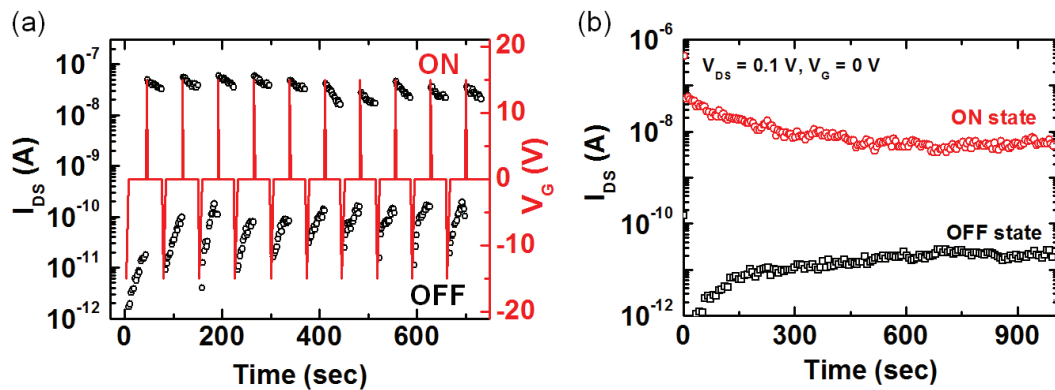 (a)
10⁻⁷
10⁻⁸
10⁻⁹
10⁻¹⁰
10⁻¹¹
10⁻¹²
I_DS (A)
ON
OFF
20
10
0
-10
-20
V_G (V)
0 200 400 600
Time (sec)
(b)
10⁻⁶
10⁻⁸
10⁻¹⁰
10⁻¹²
I_DS (A)
V_DS = 0.1 V, V_G = 0 V
ON state
OFF state
0 300 600 900
Time (sec)